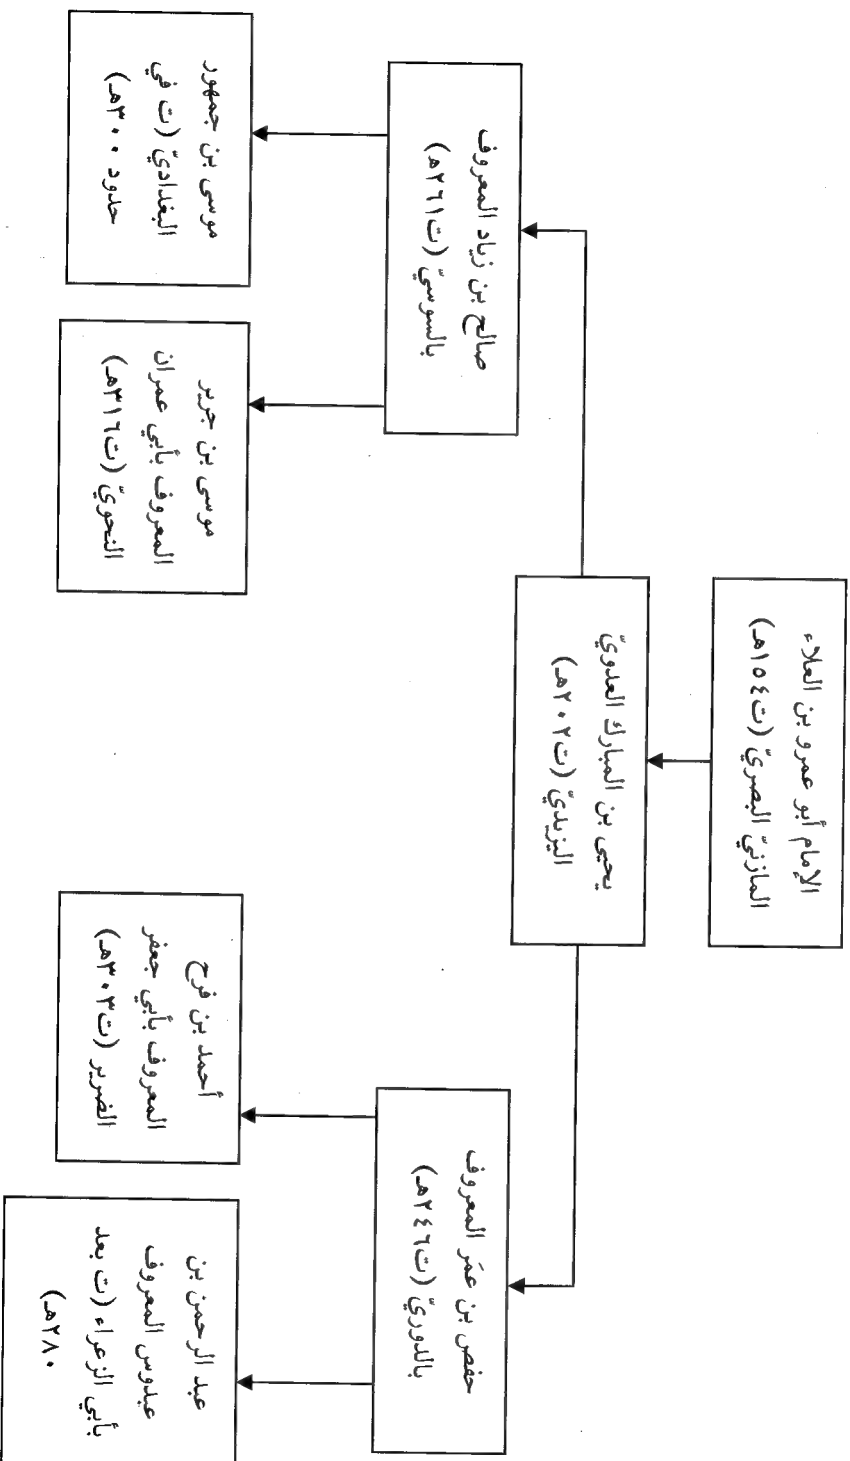 الإمام أبو عمرو بن العلاء
المازنيّ البصريّ (ت١٥٤هـ)
يحيى بن المبارك العدويّ
اليزيديّ (ت٢٠٢هـ)
حفص بن عمَر المعروف
بالدوريّ (ت٢٤٦هـ)
صالح بن زياد المعروف
بالسوسيّ (ت٢٦١هـ)
عبد الرحمن بن
عبدوس المعروف
بأبي الزعراء (ت بعد
٢٨٠هـ)
أحمد بن فرح
المعروف بأبي جعفر
الضرير (ت٣٠٣هـ)
موسى بن جرير
المعروف بأبي عمران
النحويّ (ت٣١٦هـ)
موسى بن جمهور
البغداديّ (ت في
حدود ٣٠٠هـ)